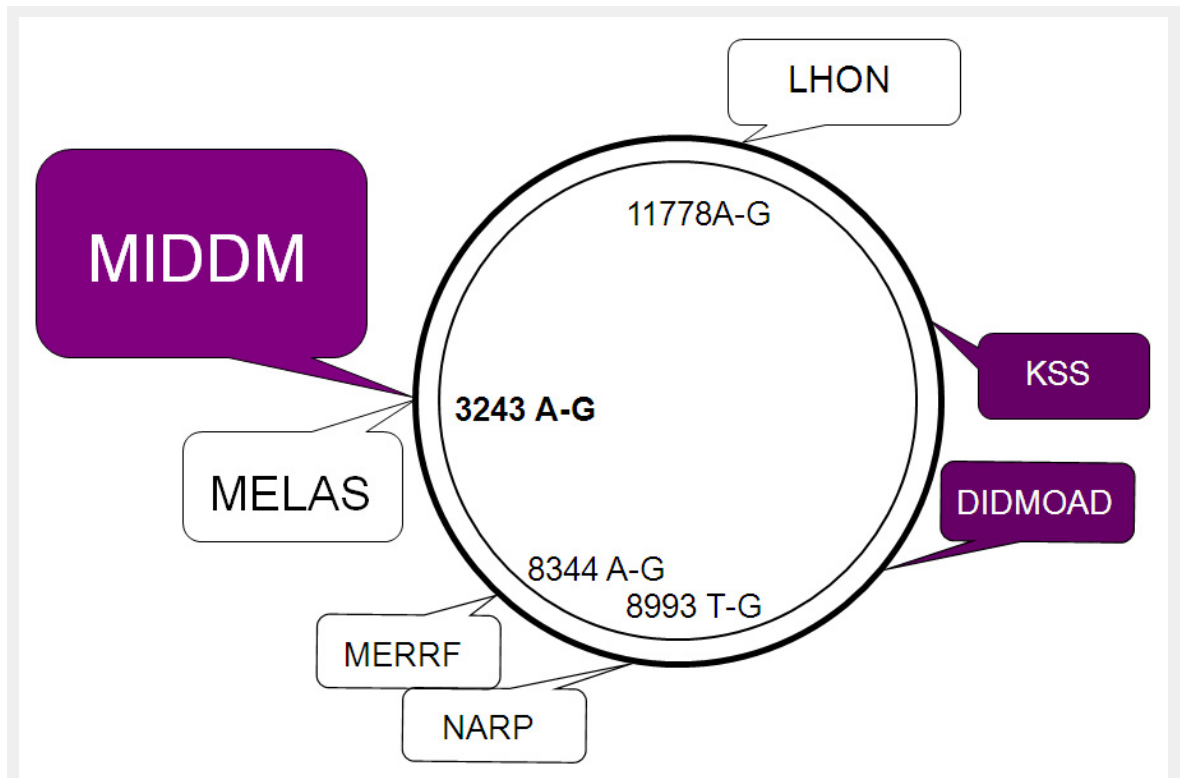 LHON
11778A-G
MIDDM
KSS
3243 A-G
MELAS
DIDMOAD
8344 A-G
8993 T-G
MERRF
NARP